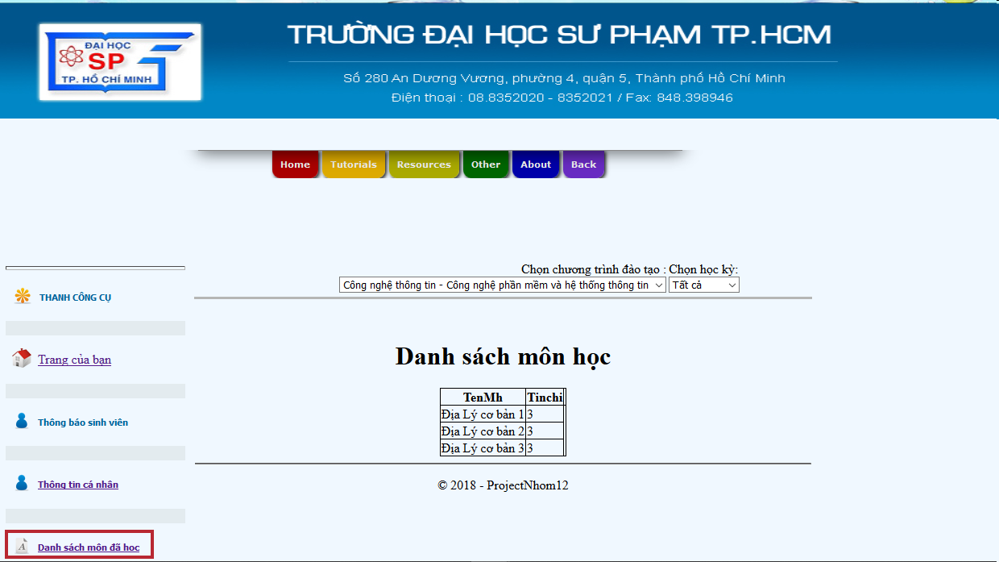 ĐẠI HỌC
SP
TP. HỒ CHÍ MINH
TRƯỜNG ĐẠI HỌC SƯ PHẠM TP.HCM
Số 280 An Dương Vương, phường 4, quận 5, Thành phố Hồ Chí Minh
Điện thoại : 08.8352020 - 8352021 / Fax: 848.398946
Home Tutorials Resources Other About Back
THANH CÔNG CỤ
Trang của bạn
Thông báo sinh viên
Thông tin cá nhân
Danh sách môn đã học
Chọn chương trình đào tạo : Chọn học kỳ:
Công nghệ thông tin - Công nghệ phần mềm và hệ thống thông tin Tất cả
Danh sách môn học
TenMh Tinchi
Địa Lý cơ bản 1 3
Địa Lý cơ bản 2 3
Địa Lý cơ bản 3 3
© 2018 - ProjectNhom12